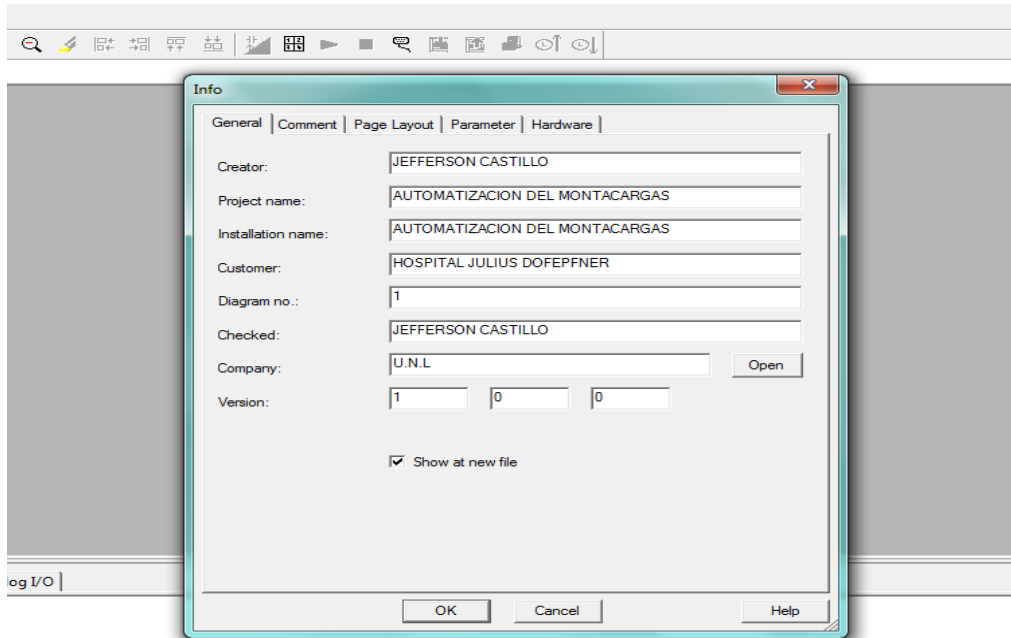 Info
General Comment Page Layout Parameter Hardware
Creator: JEFFERSON CASTILLO
Project name: AUTOMATIZACION DEL MONTACARGAS
Installation name: AUTOMATIZACION DEL MONTACARGAS
Customer: HOSPITAL JULIUS DOFEPFNER
Diagram no.: 1
Checked: JEFFERSON CASTILLO
Company: U.N.L Open
Version: 1 0 0
Show at new file
log I/O
OK Cancel Help